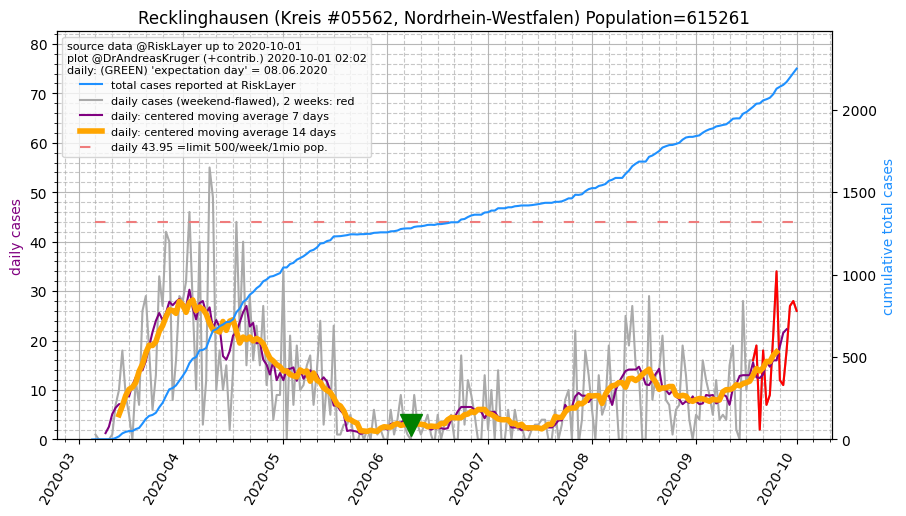 Recklinghausen (Kreis #05562, Nordrhein-Westfalen) Population=615261
source data @RiskLayer up to 2020-10-01
plot @DrAndreasKruger (+contrib.) 2020-10-01 02:02
daily: (GREEN) 'expectation day' = 08.06.2020
total cases reported at RiskLayer
daily cases (weekend-flawed), 2 weeks: red
daily: centered moving average 7 days
daily: centered moving average 14 days
daily 43.95 =limit 500/week/1mio pop.
daily cases
80
70
60
50
40
30
20
10
0
cumulative total cases
2000
1500
1000
500
0
2020-03
2020-04
2020-05
2020-06
2020-07
2020-08
2020-09
2020-10